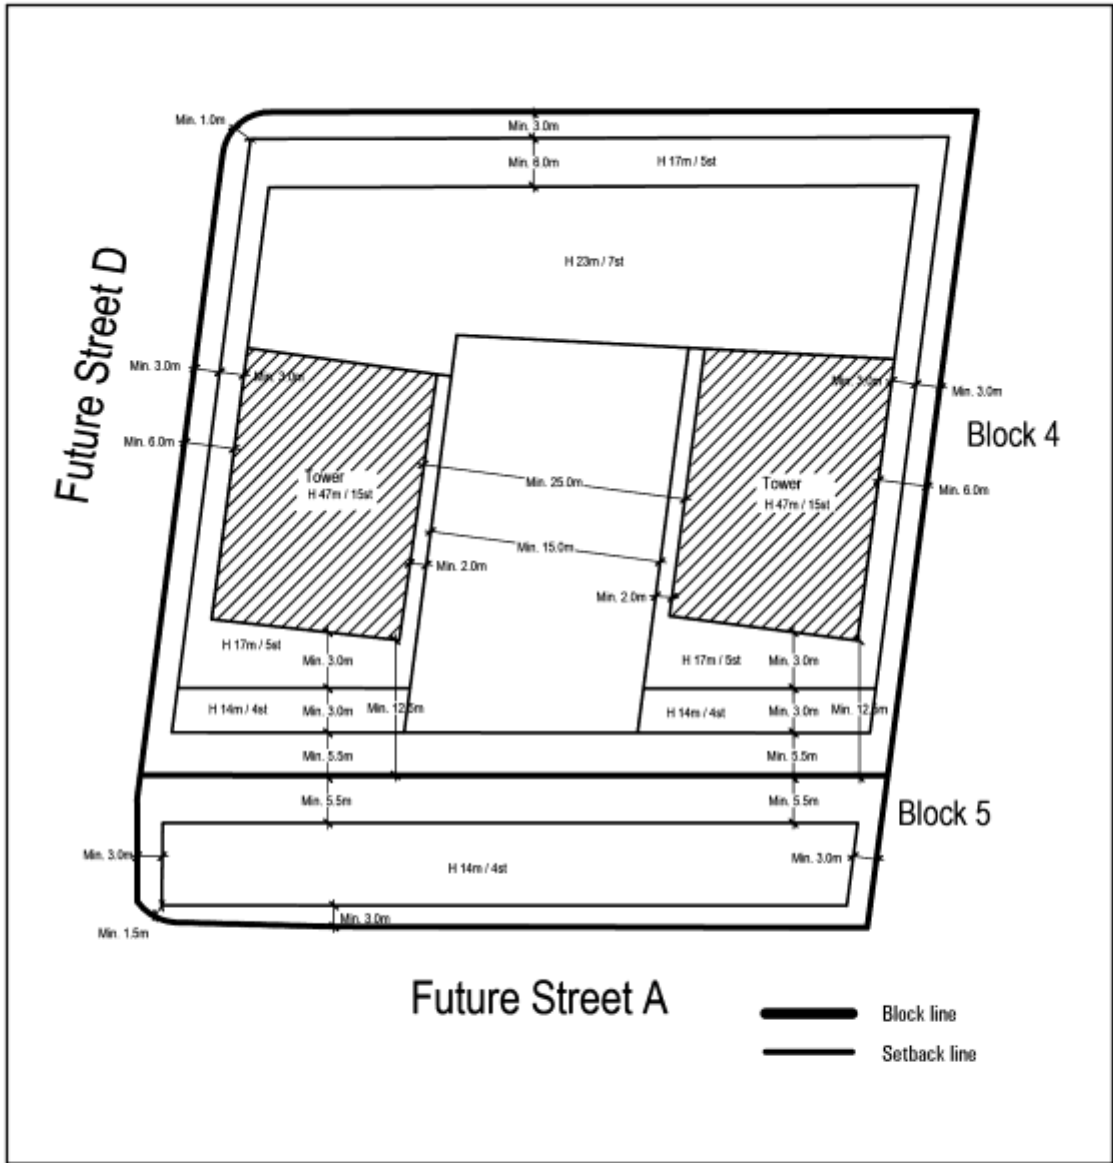 Min. 1.0m
Min. 3.0m
Min. 6.0m
H 17m / 5st
H 23m / 7st
Future Street D
Min. 3.0m
Min. 3.0m
Min. 3.0m
Min. 3.0m
Min. 6.0m
Block 4
Tower
H 47m / 15st
Min. 25.0m
Tower
H 47m / 15st
Min. 6.0m
Min. 15.0m
Min. 2.0m
Min. 2.0m
H 17m / 5st
Min. 3.0m
H 17m / 5st
Min. 3.0m
H 14m / 4st
Min. 3.0m
Min. 12.5m
H 14m / 4st
Min. 3.0m
Min. 12.5m
Min. 5.5m
Min. 5.5m
Min. 5.5m
Min. 5.5m
Block 5
Min. 3.0m
H 14m / 4st
Min. 3.0m
Min. 1.5m
Min. 3.0m
Future Street A
Block line
Setback line